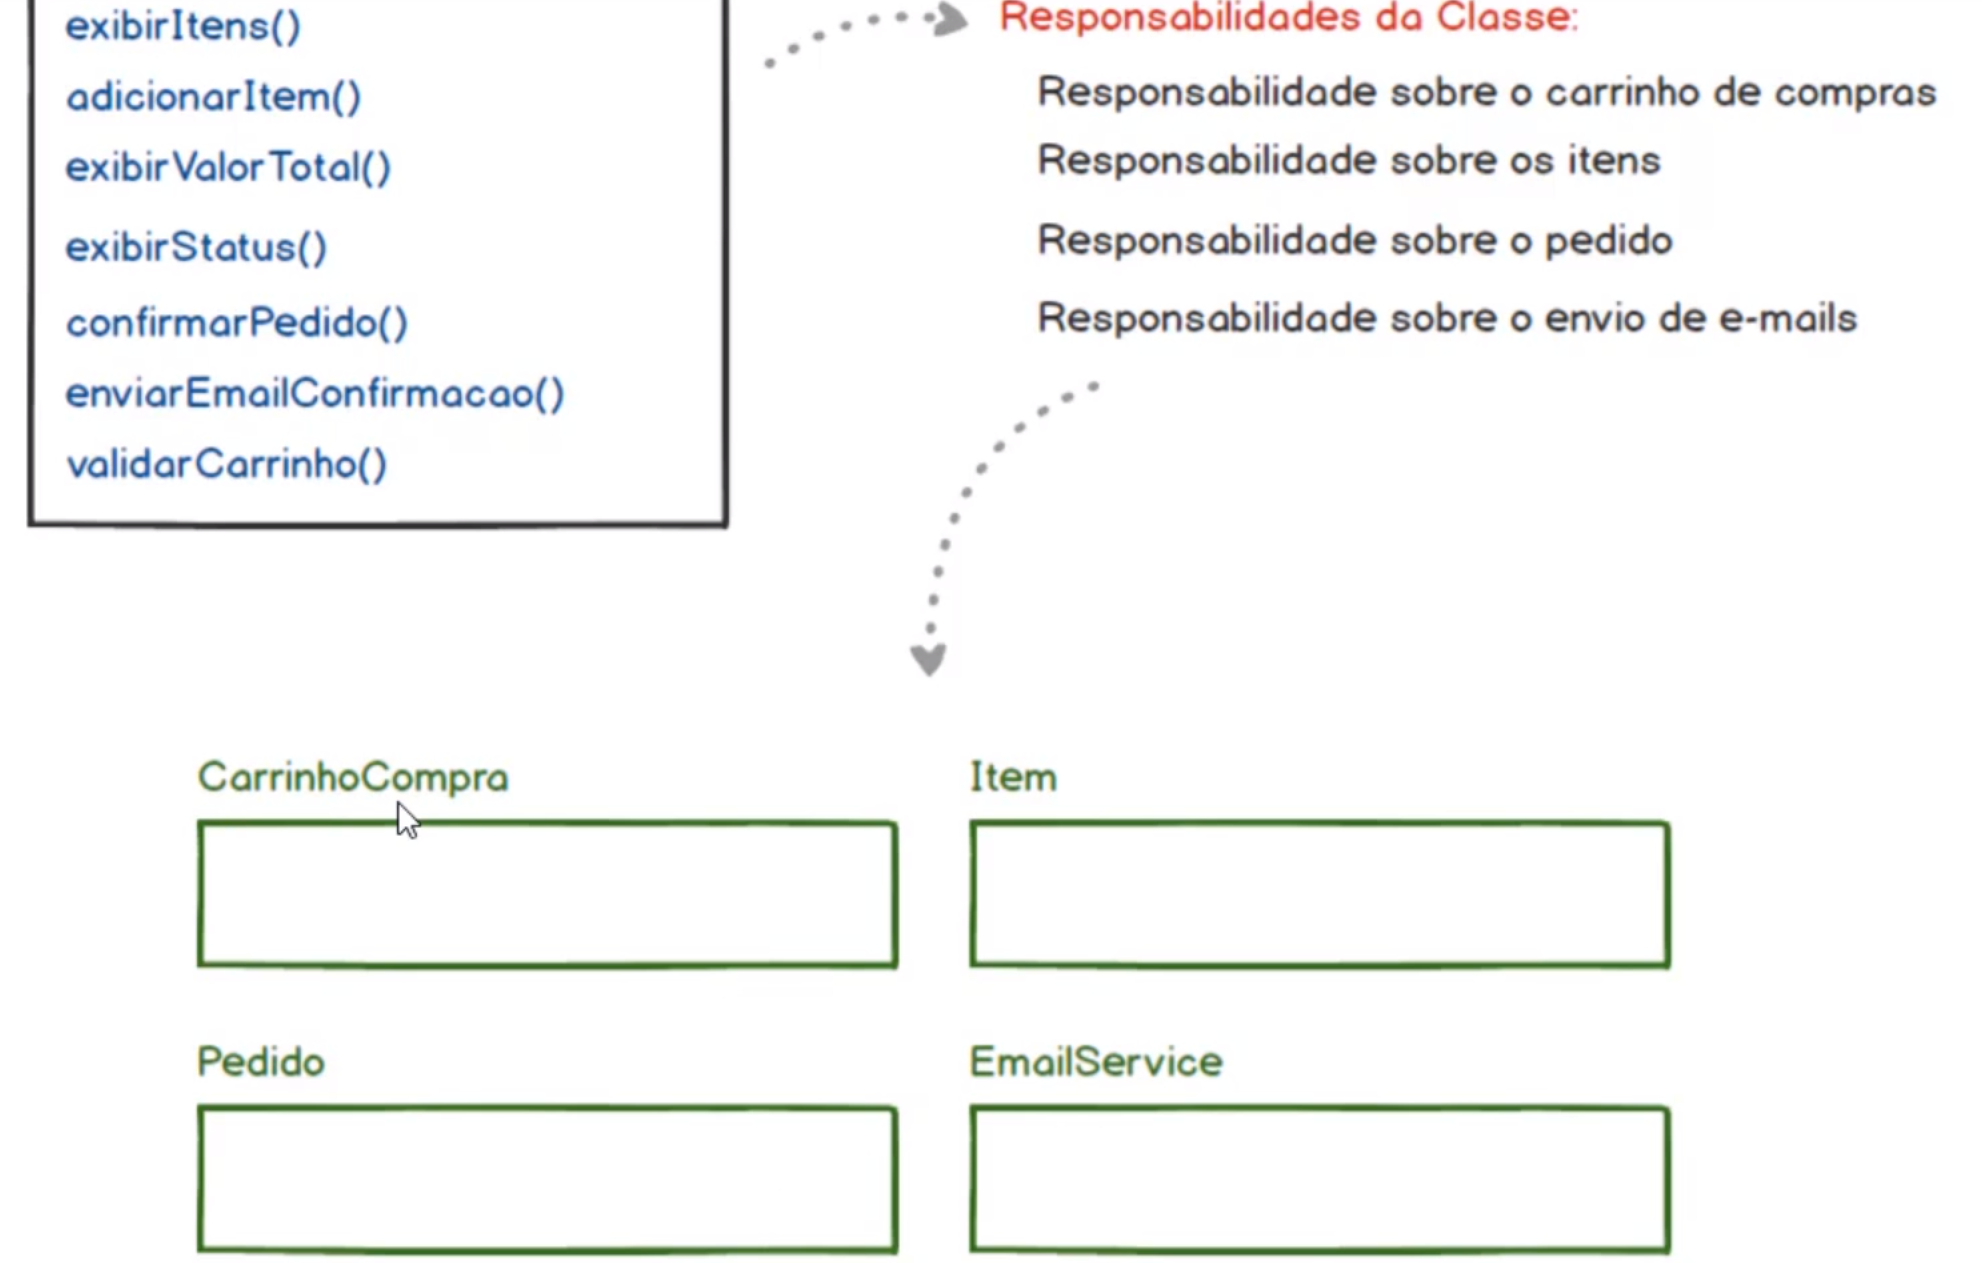 exibirItens()
adicionarItem()
exibirValorTotal()
exibirStatus()
confirmarPedido()
enviarEmailConfirmacao()
validarCarrinho()
Responsabilidades da Classe:
Responsabilidade sobre o carrinho de compras
Responsabilidade sobre os itens
Responsabilidade sobre o pedido
Responsabilidade sobre o envio de e-mails
CarrinhoCompra
Item
Pedido
EmailService